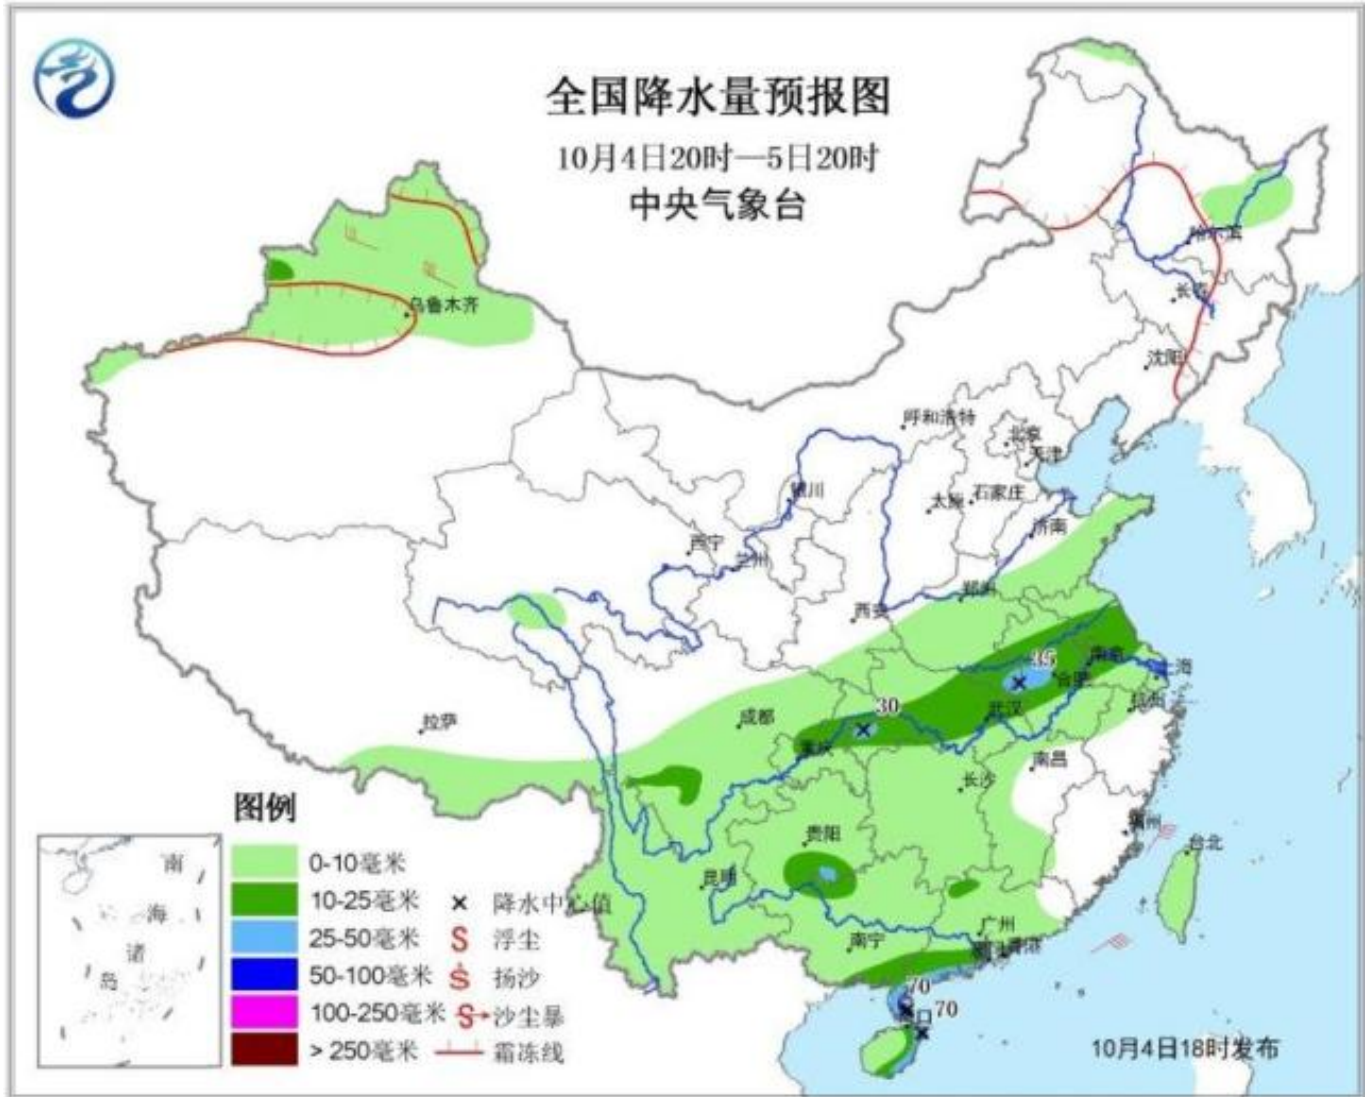 全国降水量预报图
10月4日20时—5日20时
中央气象台
哈尔滨
长春
乌鲁木齐
沈阳
呼和浩特
北京
天津
银川
太原
石家庄
济南
西宁
兰州
郑州
西安
35
南京
合肥
上海
30
武汉
杭州
拉萨
成都
重庆
南昌
长沙
贵阳
福州
台北
昆明
广州
南宁
香港
70
70
海口
图例
0-10毫米
10-25毫米
25-50毫米
50-100毫米
100-250毫米
> 250毫米
降水中心值
浮尘
扬沙
沙尘暴
霜冻线
南
海
诸
岛
10月4日18时发布